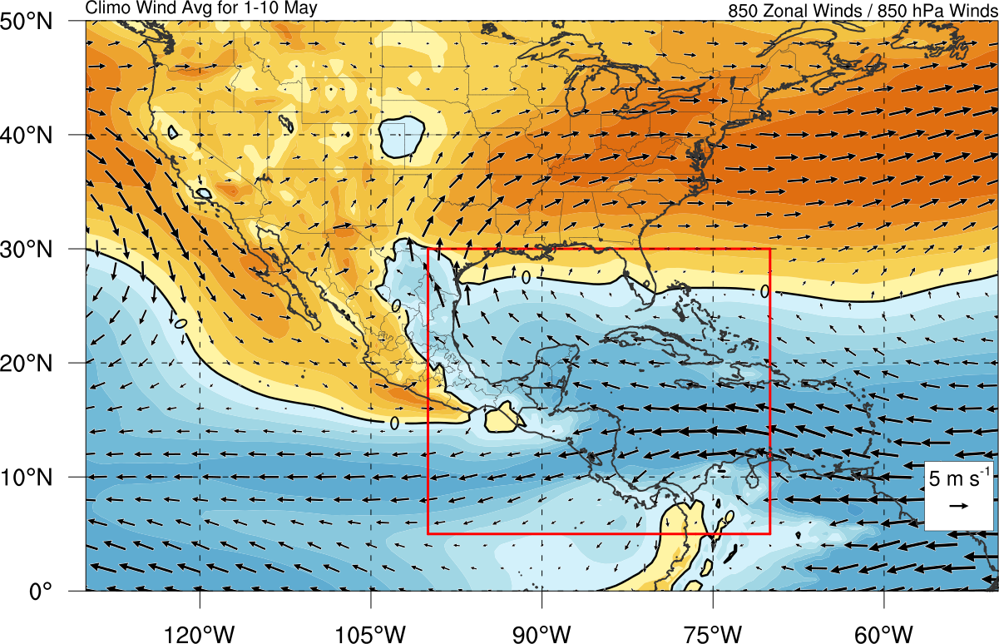 Climo Wind Avg for 1-10 May
850 Zonal Winds / 850 hPa Winds
50°N
40°N
30°N
0
0
0
0
20°N
0
10°N
5 m s-1
0°
120°W
105°W
90°W
75°W
60°W